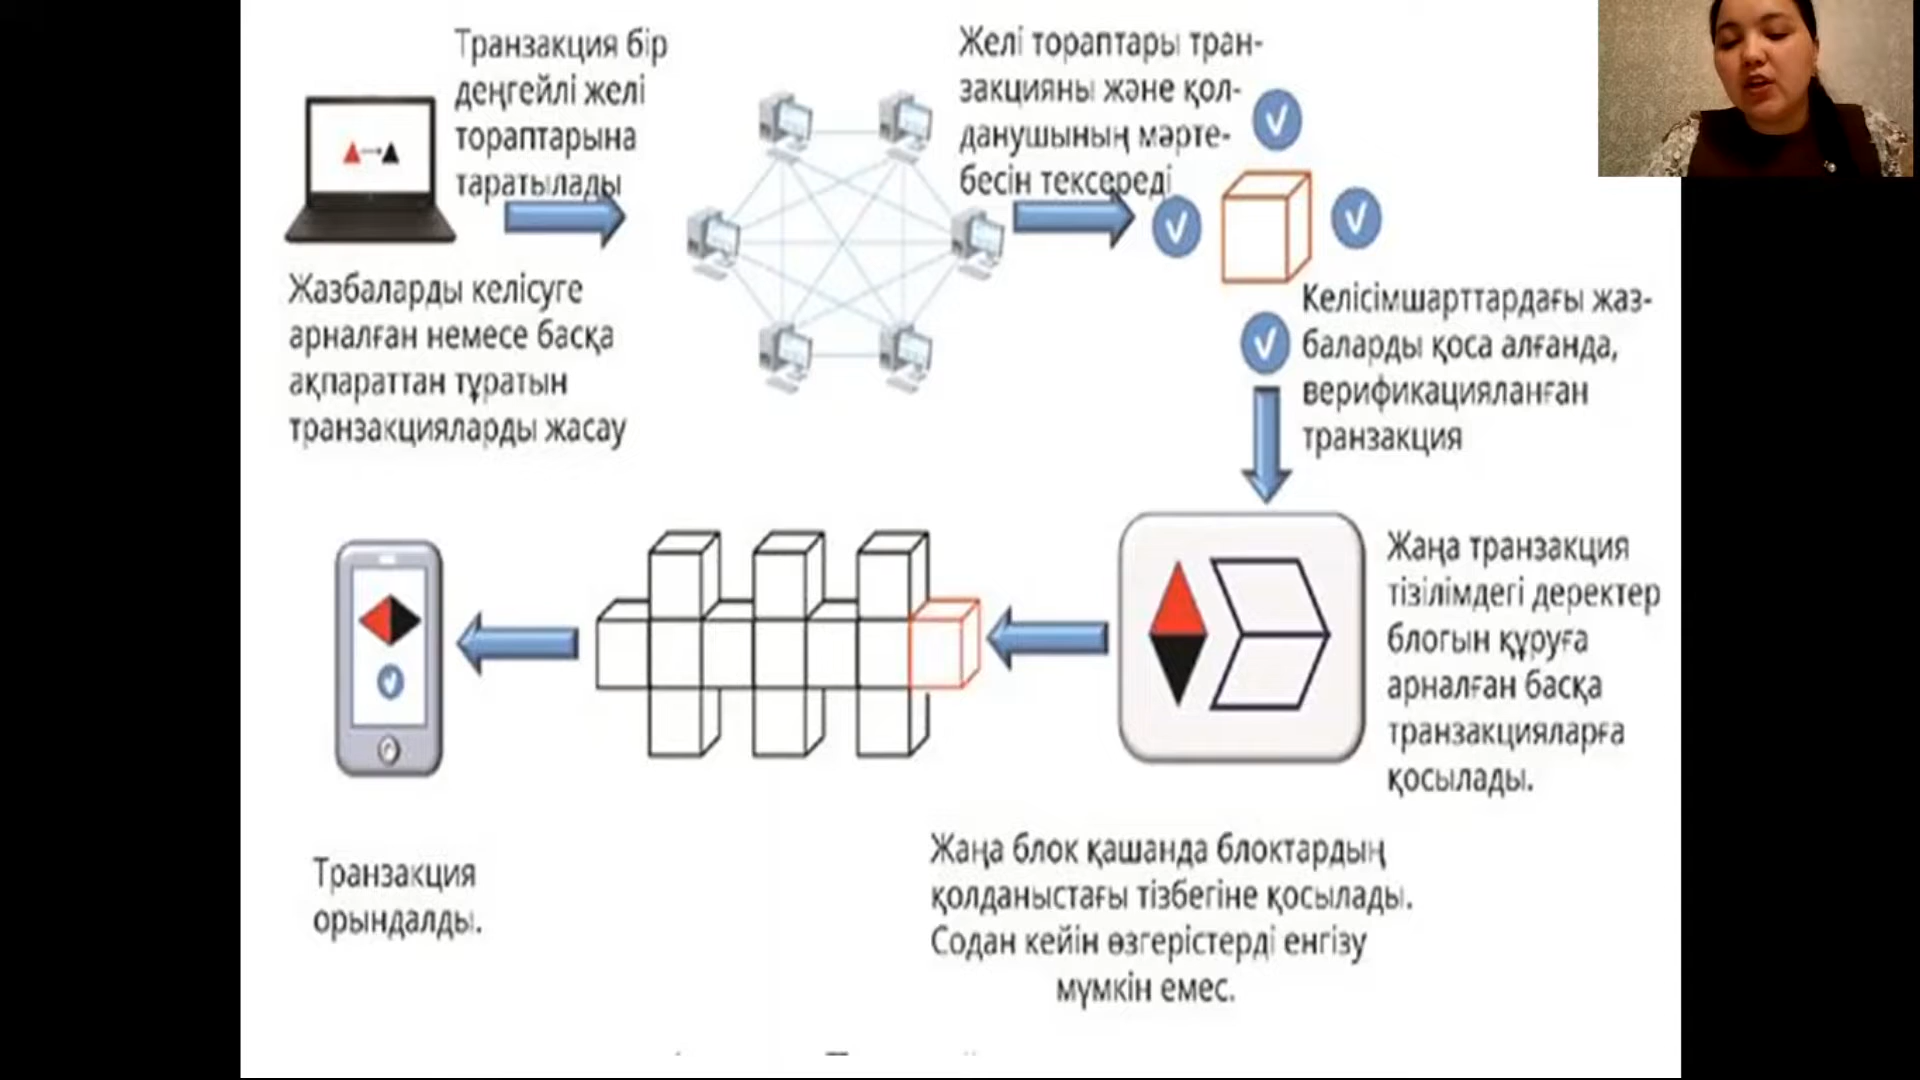 Транзакция бір
деңгейлі желі
тораптарына
таратылады
Желі тораптары тран-
закцияны және қол-
данушының мәрте-
бесін тексереді
Жазбаларды келісуге
арналған немесе басқа
ақпараттан тұратын
транзакцияларды жасау
Келісімшарттардағы жаз-
баларды қоса алғанда,
верификацияланған
транзакция
Жаңа транзакция
тізілімдегі деректер
блогын құруға
арналған басқа
транзакцияларға
қосылады.
Жаңа блок қашанда блоктардың
қолданыстағы тізбегіне қосылады.
Содан кейін өзгерістерді енгізу
мүмкін емес.
Транзакция
орындалды.